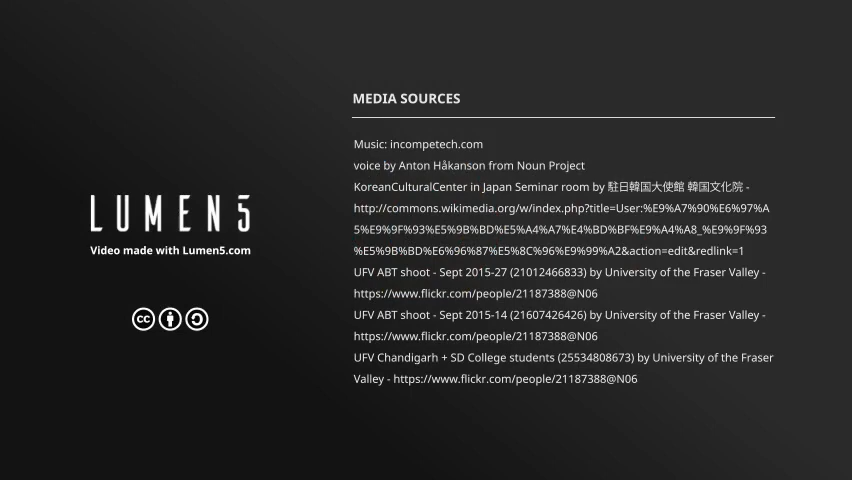 LUMEN5
Video made with Lumen5.com
cc
MEDIA SOURCES
Music: incompetech.com
voice by Anton Håkanson from Noun Project
KoreanCulturalCenter in Japan Seminar room by 駐日韓国大使館 韓国文化院 -
http://commons.wikimedia.org/w/index.php?title=User:%E9%A7%90%E6%97%A
5%E9%9F%93%E5%9B%BD%E5%A4%A7%E4%BD%BF%E9%A4%A8_%E9%9F%93
%E5%9B%BD%E6%96%87%E5%8C%96%E9%99%A2&action=edit&redlink=1
UFV ABT shoot - Sept 2015-27 (21012466833) by University of the Fraser Valley -
https://www.flickr.com/people/21187388@N06
UFV ABT shoot - Sept 2015-14 (21607426426) by University of the Fraser Valley -
https://www.flickr.com/people/21187388@N06
UFV Chandigarh + SD College students (25534808673) by University of the Fraser
Valley - https://www.flickr.com/people/21187388@N06